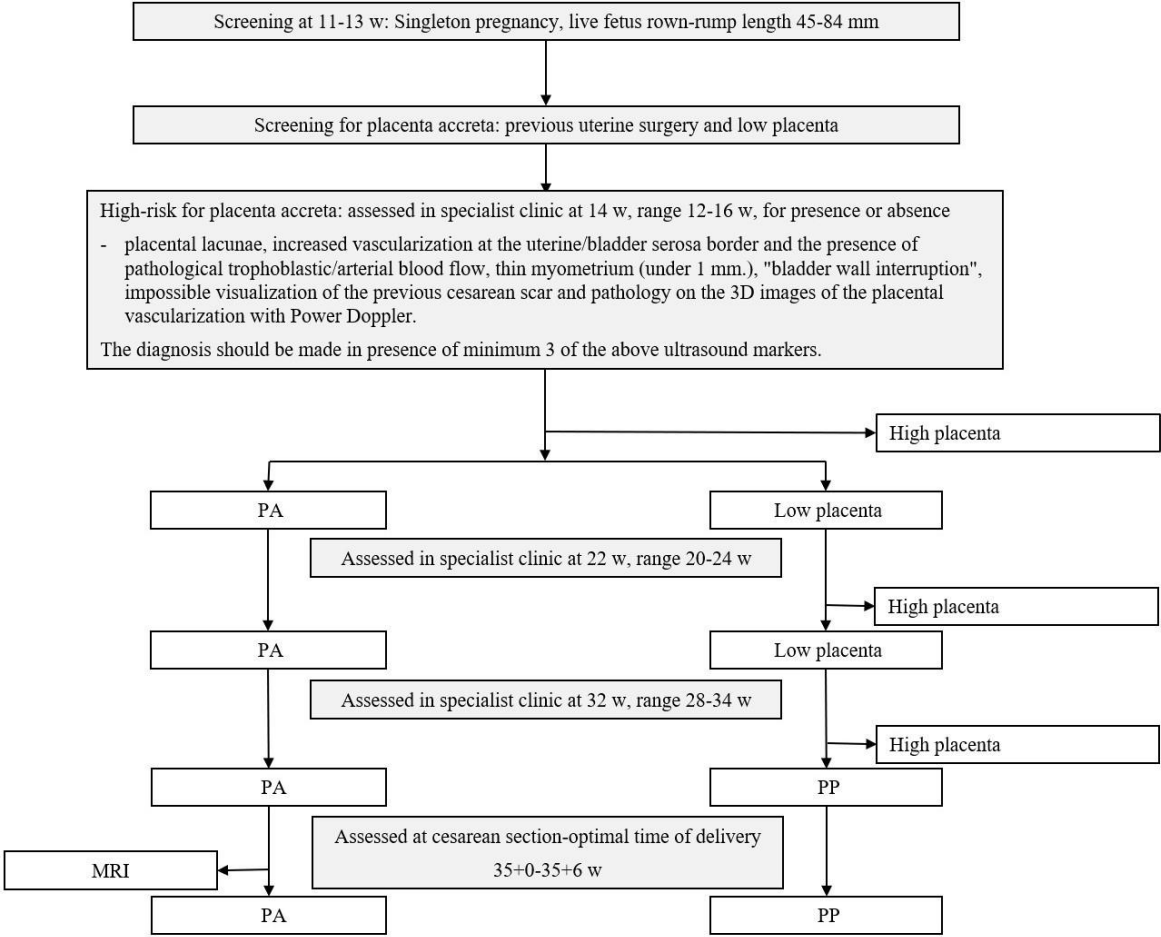 Screening at 11-13 w: Singleton pregnancy, live fetus rown-rump length 45-84 mm
Screening for placenta accreta: previous uterine surgery and low placenta
High-risk for placenta accreta: assessed in specialist clinic at 14 w, range 12-16 w, for presence or absence
- placental lacunae, increased vascularization at the uterine/bladder serosa border and the presence of
pathological trophoblastic/arterial blood flow, thin myometrium (under 1 mm.), "bladder wall interruption",
impossible visualization of the previous cesarean scar and pathology on the 3D images of the placental
vascularization with Power Doppler.
The diagnosis should be made in presence of minimum 3 of the above ultrasound markers.
High placenta
PA
Low placenta
Assessed in specialist clinic at 22 w, range 20-24 w
High placenta
PA
Low placenta
Assessed in specialist clinic at 32 w, range 28-34 w
High placenta
PA
PP
Assessed at cesarean section-optimal time of delivery
35+0-35+6 w
MRI
PA
PP